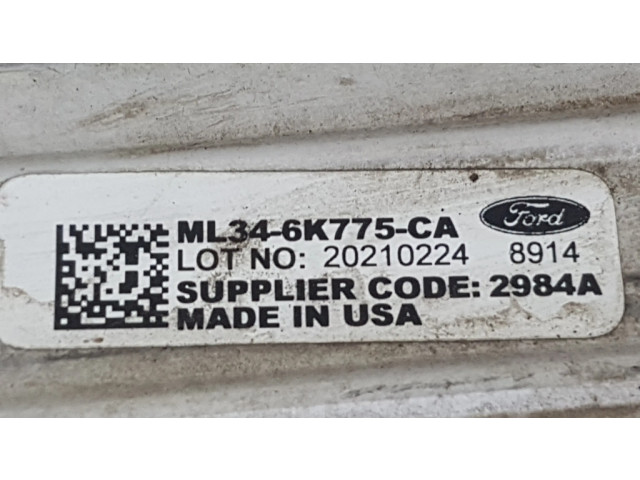 ML34-6K775-CA Ford
LOT NO: 20210224 8914
SUPPLIER CODE: 2984A
MADE IN USA